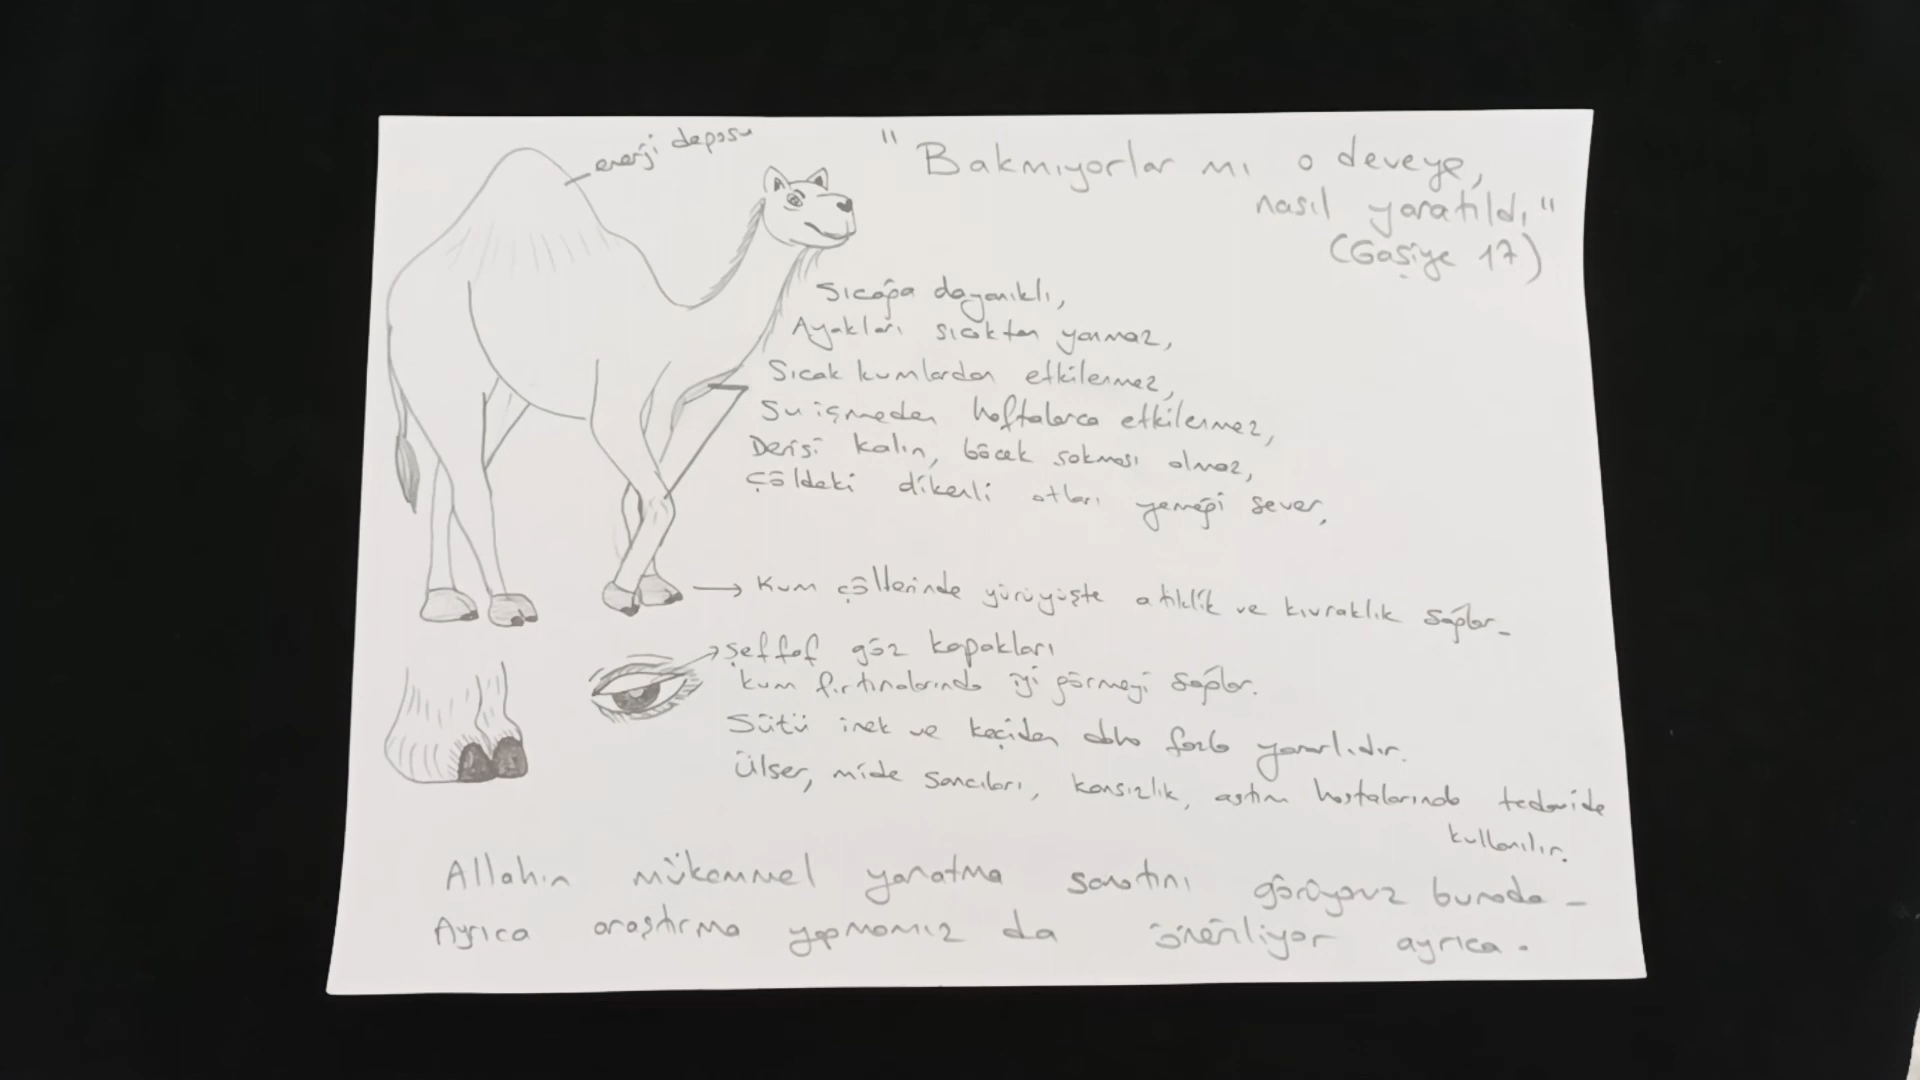 enerji deposu
"Bakmıyorlar mı o deveye,
nasıl yaratıldı"
(Gaşiye 17)
Sıcağa dayanıklı,
Ayakları sıcaktan yanmaz,
Sıcak kumlardan etkilenmez,
Su içmeden haftalarca etkilenmez,
Derisi kalın, böcek sokması olmaz,
Çöldeki dikenli otları yemeği sever,
→ Kum çöllerinde yürüyüşte atiklik ve kıvraklık sağlar.
→ Şeffaf göz kapakları
kum fırtınalarında iyi görmeyi sağlar.
Sütü inek ve keçiden daha fazla yararlıdır.
Ülser, mide sancıları, kansızlık, astım hastalarında tedavide
kullanılır.
Allahın mükemmel yaratma sanatını görüyoruz burada -
Ayrıca araştırma yapmamız da öneriliyor ayrıca.